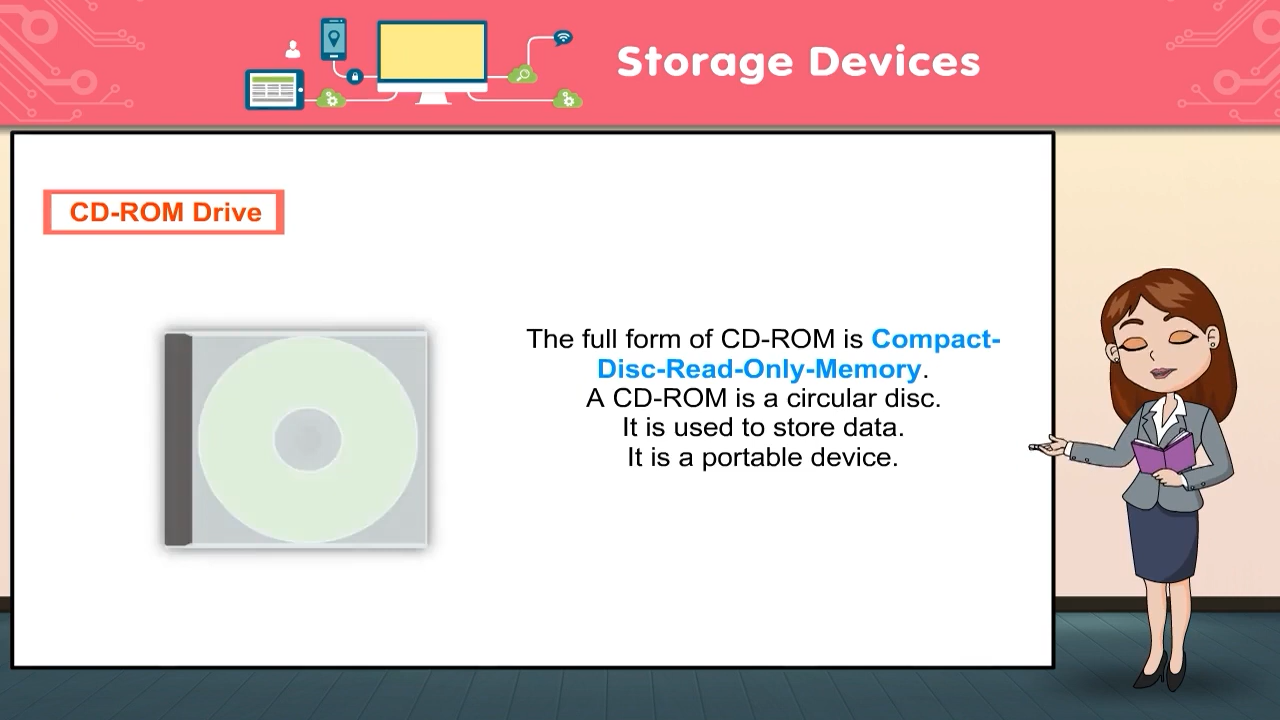 Storage Devices
CD-ROM Drive
The full form of CD-ROM is Compact-
Disc-Read-Only-Memory.
A CD-ROM is a circular disc.
It is used to store data.
It is a portable device.